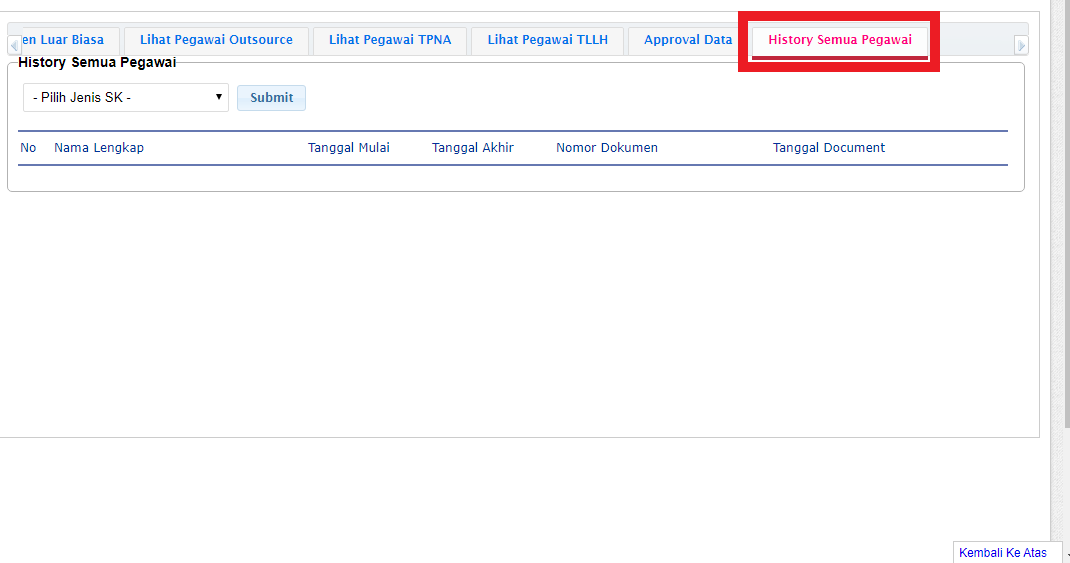 en Luar Biasa Lihat Pegawai Outsource Lihat Pegawai TPNA Lihat Pegawai TLLH Approval Data History Semua Pegawai
History Semua Pegawai
- Pilih Jenis SK - Submit
No Nama Lengkap Tanggal Mulai Tanggal Akhir Nomor Dokumen Tanggal Document
Kembali Ke Atas